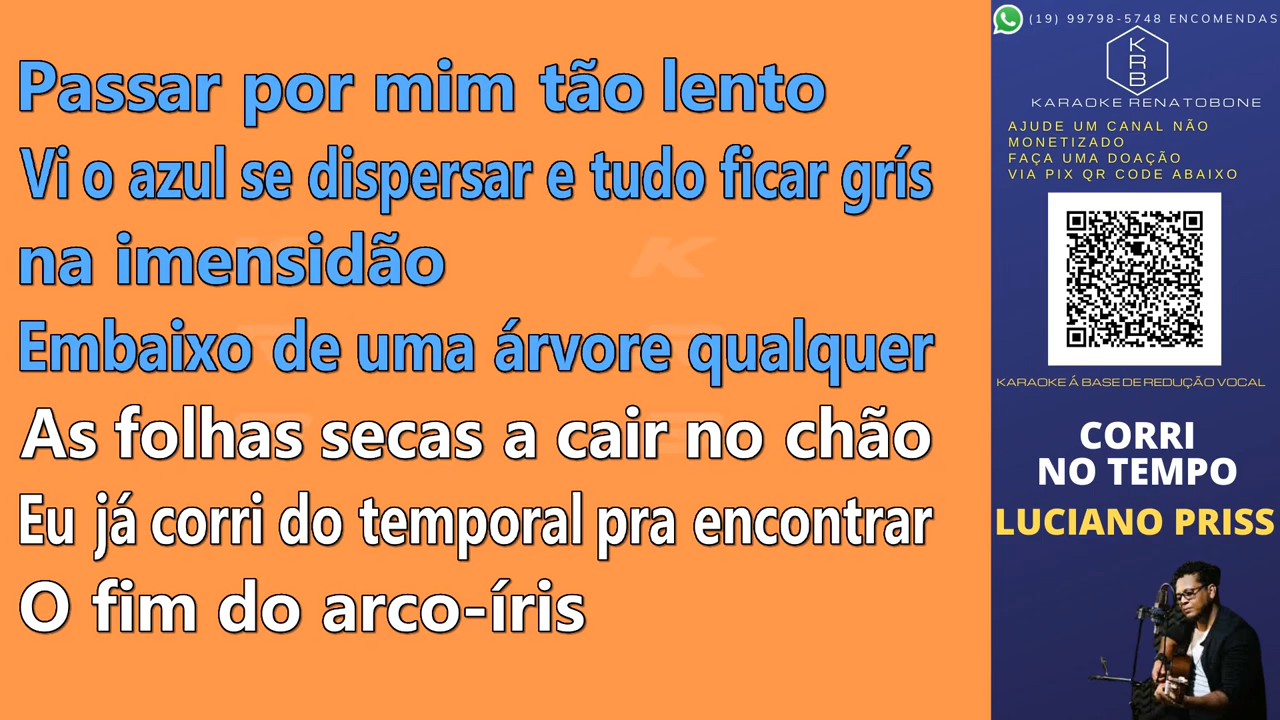 Passar por mim tão lento
Vi o azul se dispersar e tudo ficar grís
na imensidão
Embaixo de uma árvore qualquer
As folhas secas a cair no chão
Eu já corri do temporal pra encontrar
O fim do arco-íris
(19) 99798-5748 ENCOMENDAS
K
R
B
KARAOKE RENATOBONE
AJUDE UM CANAL NÃO
MONETIZADO
FAÇA UMA DOAÇÃO
VIA PIX QR CODE ABAIXO
KARAOKE Á BASE DE REDUÇÃO VOCAL
CORRI
NO TEMPO
LUCIANO PRISS